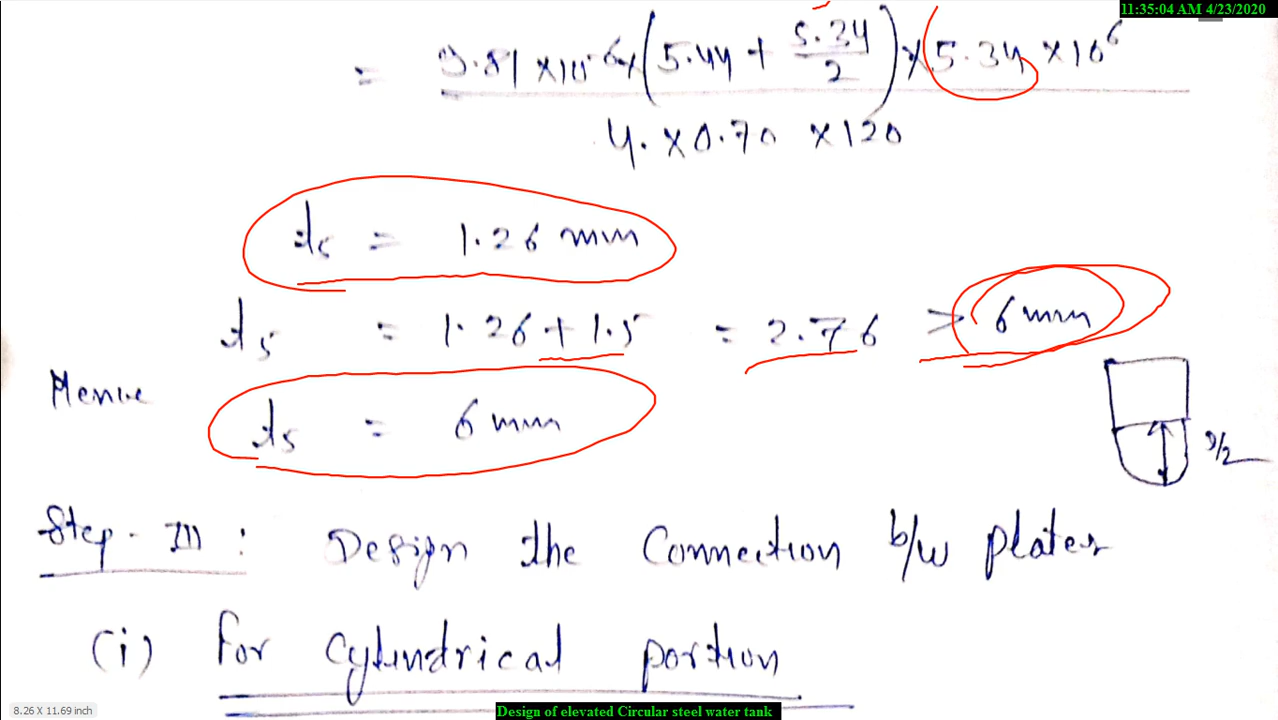 11:35:04 AM 4/23/2020
= 9.81 × 10⁻⁶ × (5.44 + 5.34/2) × 5.34 × 10⁶
4. × 0.70 × 120
ts = 1.26 mm
ts = 1.26 + 1.5 = 2.76 > 6 mm
Hence
ts = 6 mm
D/2
Step - III : Design the Connection b/w plates
(i) For cylindrical portion
8.26 X 11.69 inch
Design of elevated Circular steel water tank